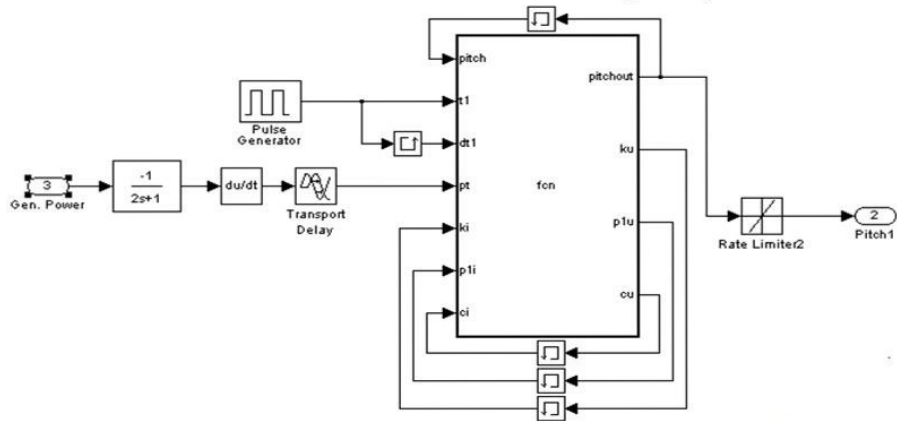 pitch
pitchout
t1
Pulse
Generator
dt1
ku
3
Gen. Power
-1
2s+1
du/dt
Transport
Delay
pt
fcn
ki
p1u
2
Pitch1
Rate Limiter2
p1i
cu
ci